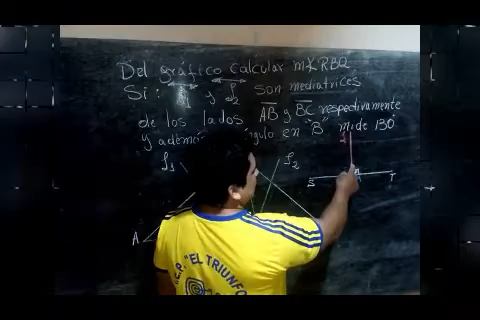 Del gráfico calcular m∡RBQ
Si: L₁ y L₂ son mediatrices
de los lados AB y BC respectivamente
y además ángulo en "B" mide 130°
L₁
L₂
S
T
A
E.P. "EL TRIUNFO